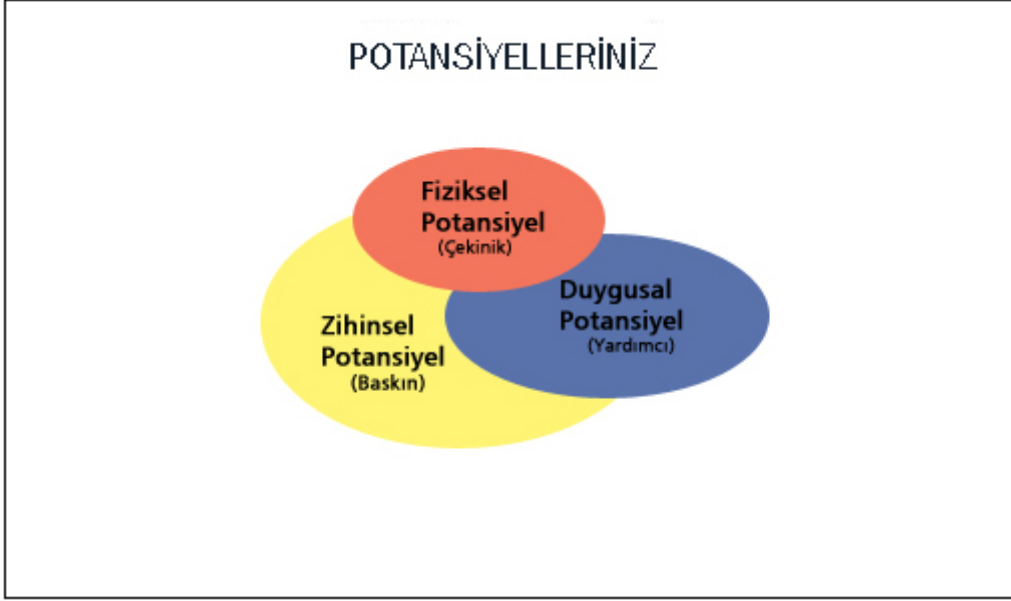 POTANSİYELLERİNİZ
Fiziksel
Potansiyel
(Çekinik)
Duygusal
Potansiyel
(Yardımcı)
Zihinsel
Potansiyel
(Baskın)